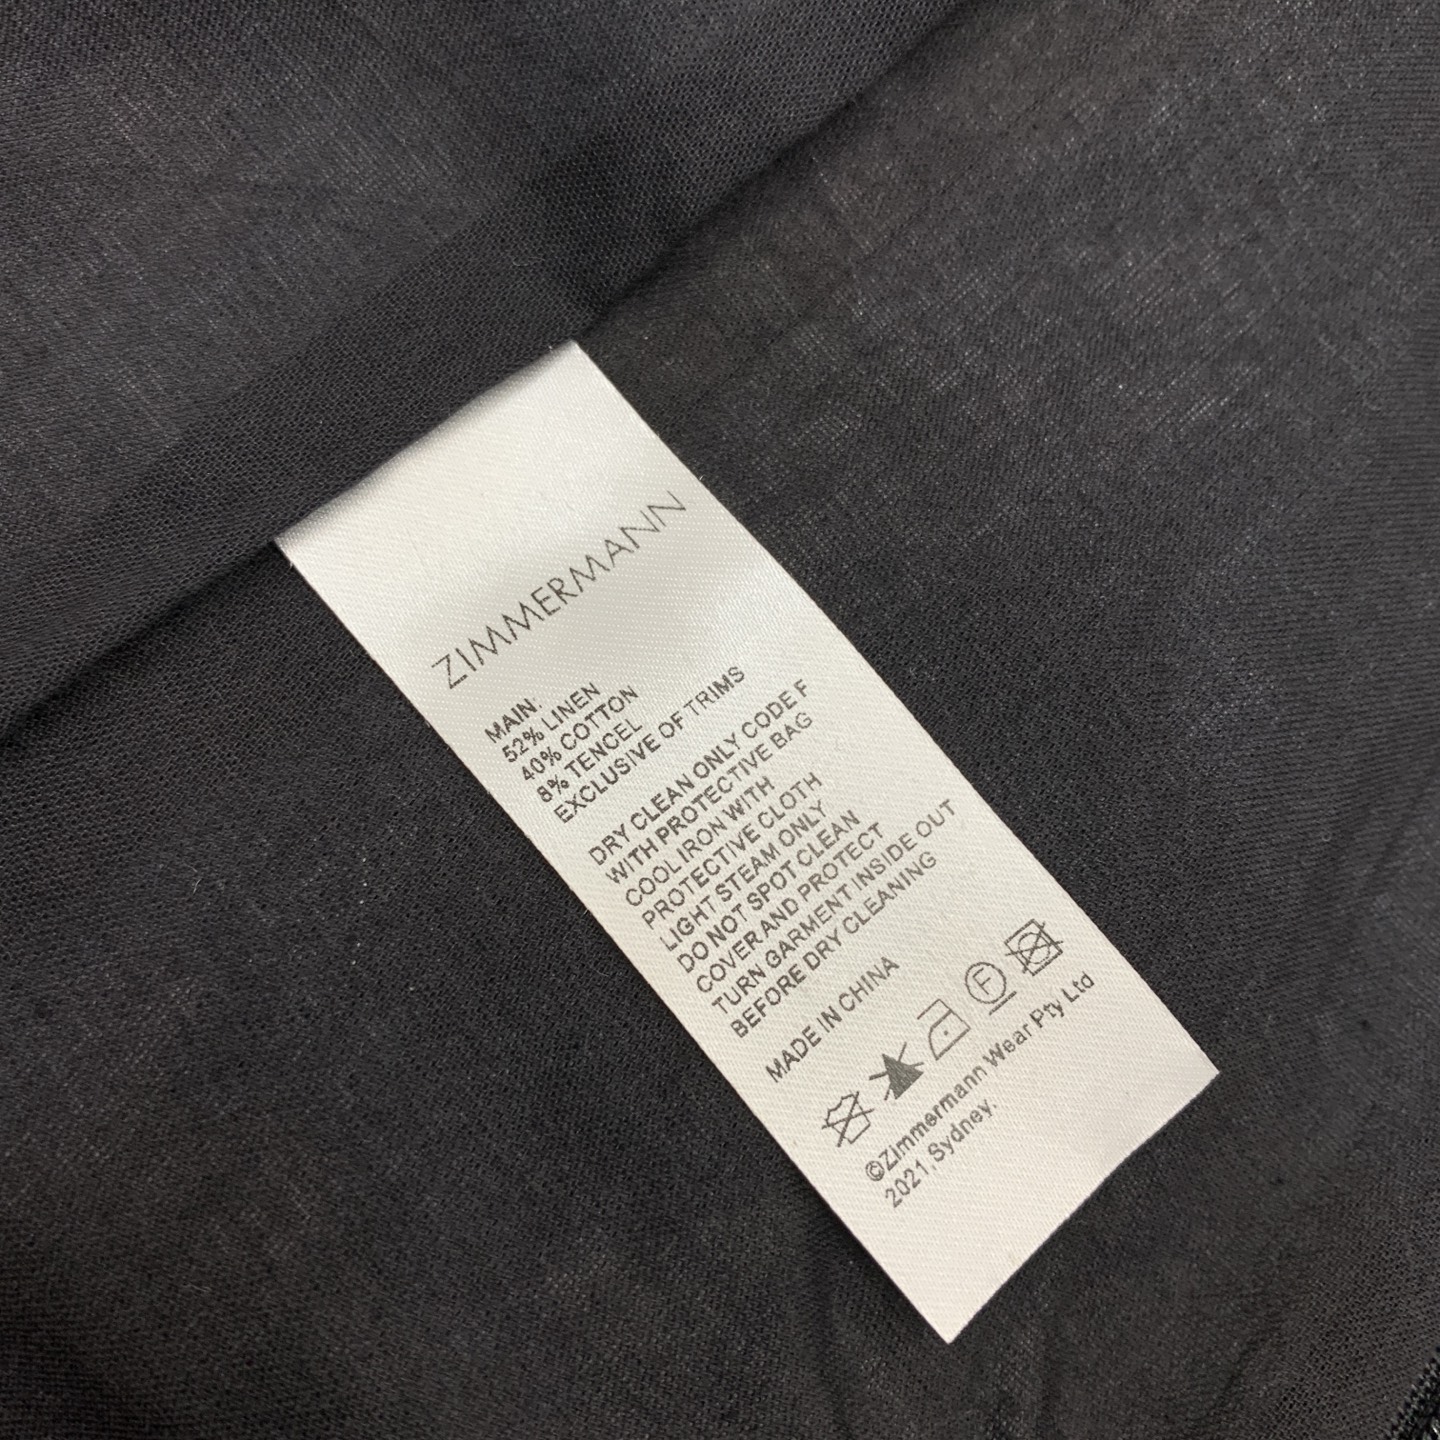 ZIMMERMANN
MAIN:
52% LINEN
40% COTTON
8% TENCEL
EXCLUSIVE OF TRIMS
DRY CLEAN ONLY CODE F
WITH PROTECTIVE BAG
COOL IRON WITH
PROTECTIVE CLOTH
LIGHT STEAM ONLY
DO NOT SPOT CLEAN
COVER AND PROTECT
TURN GARMENT INSIDE OUT
BEFORE DRY CLEANING
MADE IN CHINA
F
©Zimmermann Wear Pty Ltd
2021,Sydney.